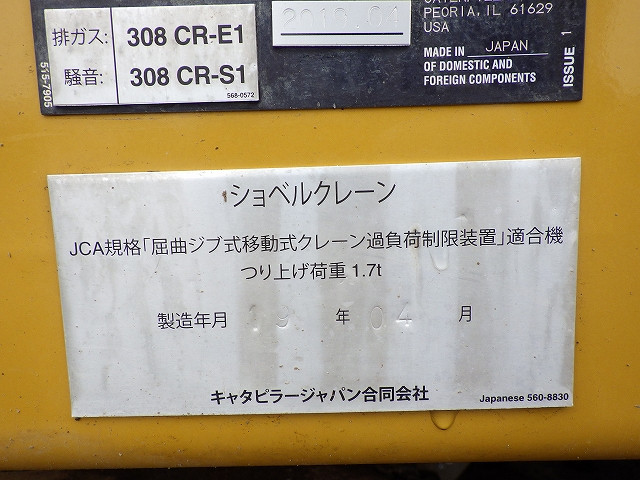 排ガス: 308 CR-E1
騒音: 308 CR-S1
568-0572
515-7905
PEORIA, IL 61629
USA
MADE IN JAPAN
OF DOMESTIC AND
FOREIGN COMPONENTS
ISSUE 1
ショベルクレーン
JCA規格「屈曲ジブ式移動式クレーン過負荷制限装置」適合機
つり上げ荷重 1.7t
製造年月 19 年 04 月
キャタピラージャパン合同会社
Japanese 560-8830